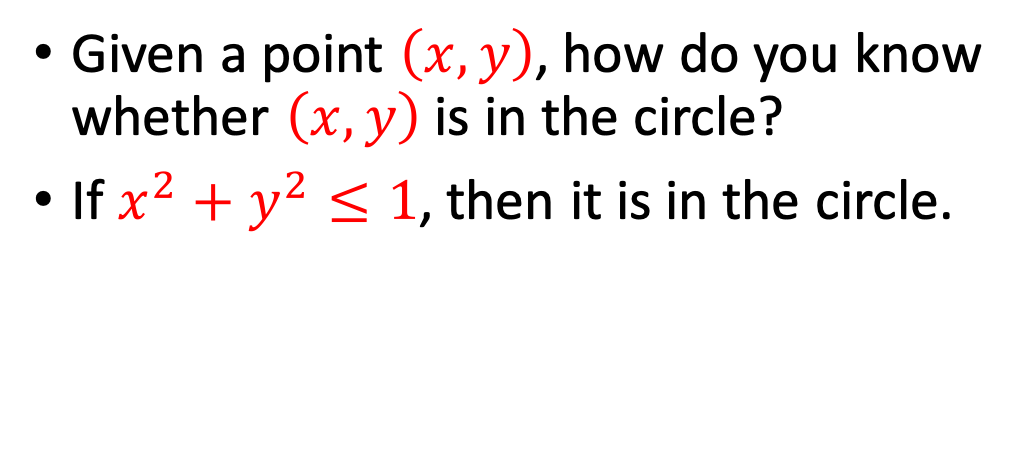 • Given a point (x, y), how do you know
whether (x, y) is in the circle?
• If x² + y² ≤ 1, then it is in the circle.